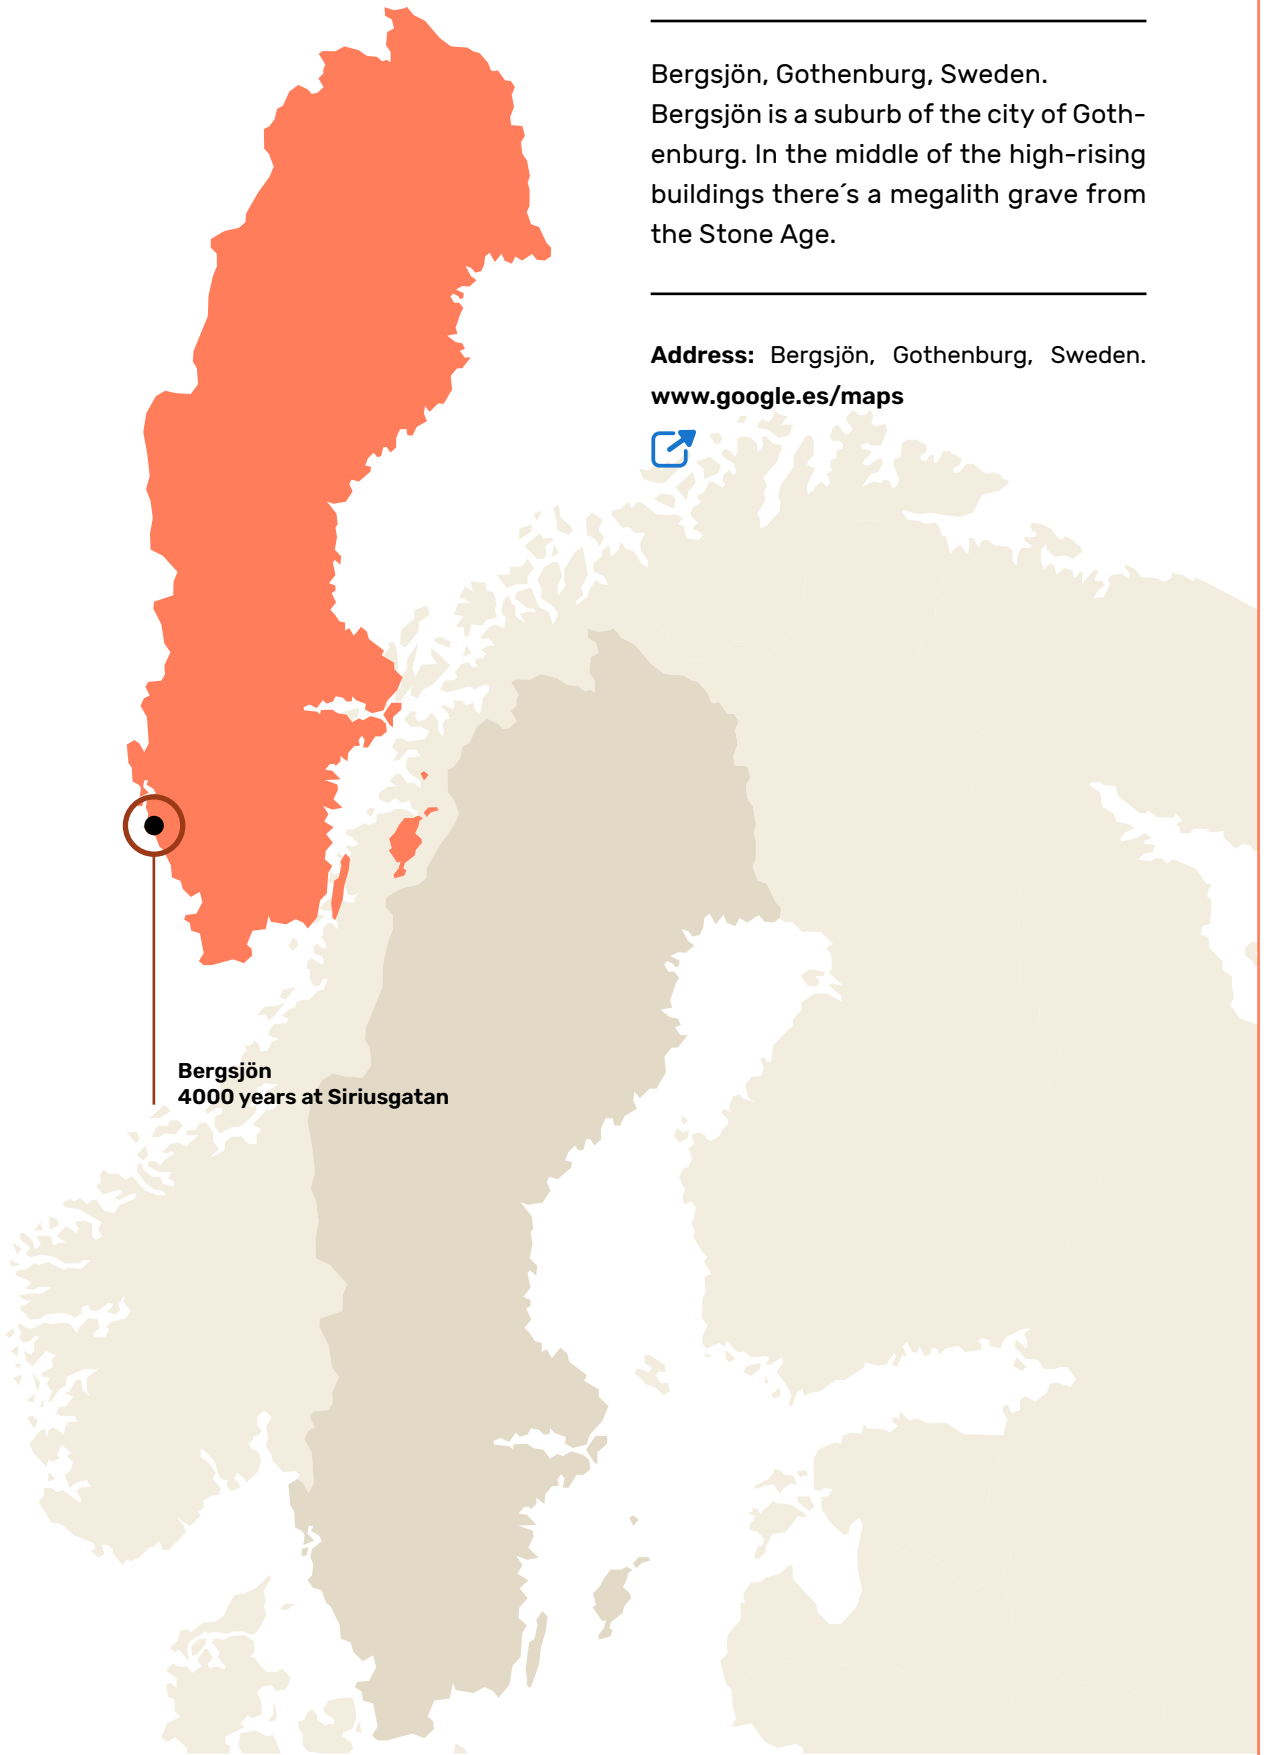 Bergsjön, Gothenburg, Sweden.
Bergsjön is a suburb of the city of Goth-
enburg. In the middle of the high-rising
buildings there´s a megalith grave from
the Stone Age.
Address: Bergsjön, Gothenburg, Sweden.
www.google.es/maps
Bergsjön
4000 years at Siriusgatan